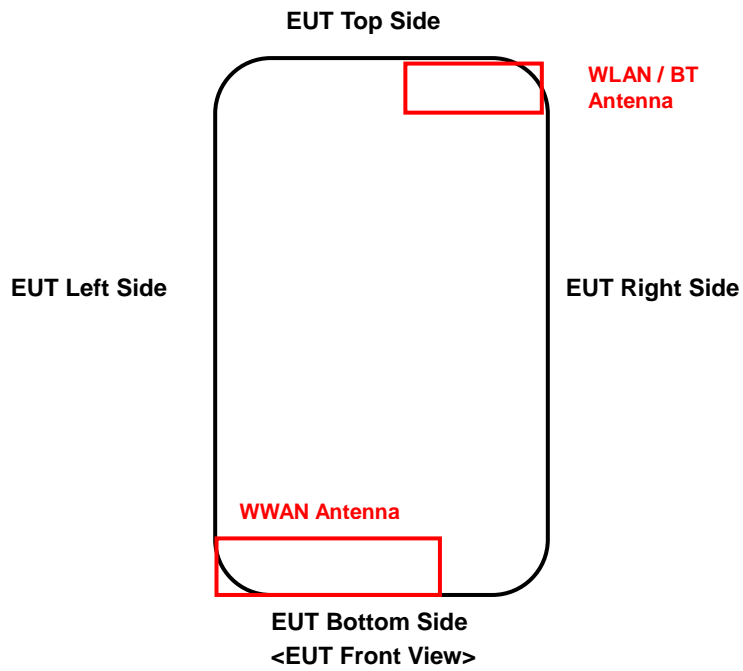 EUT Top Side
WLAN / BT
Antenna
EUT Left Side
EUT Right Side
WWAN Antenna
EUT Bottom Side
<EUT Front View>